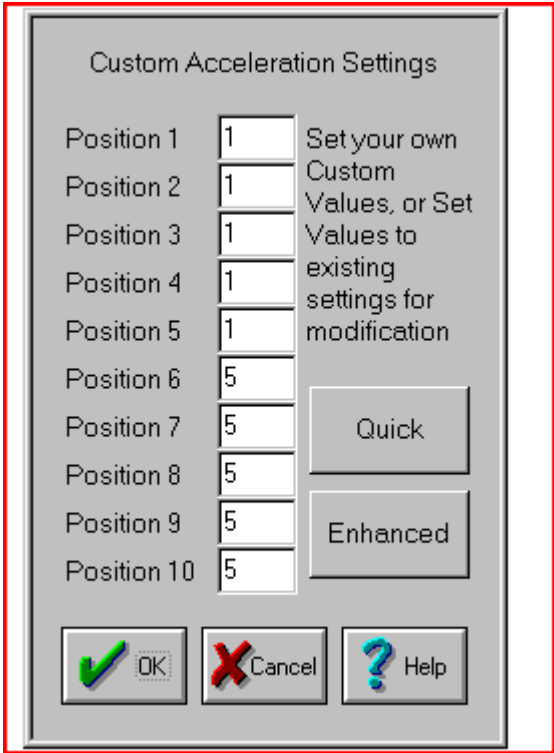 Custom Acceleration Settings
Position 1 1
Position 2 1
Position 3 1
Position 4 1
Position 5 1
Position 6 5
Position 7 5
Position 8 5
Position 9 5
Position 10 5
Set your own
Custom
Values, or Set
Values to
existing
settings for
modification
Quick
Enhanced
OK
Cancel
Help